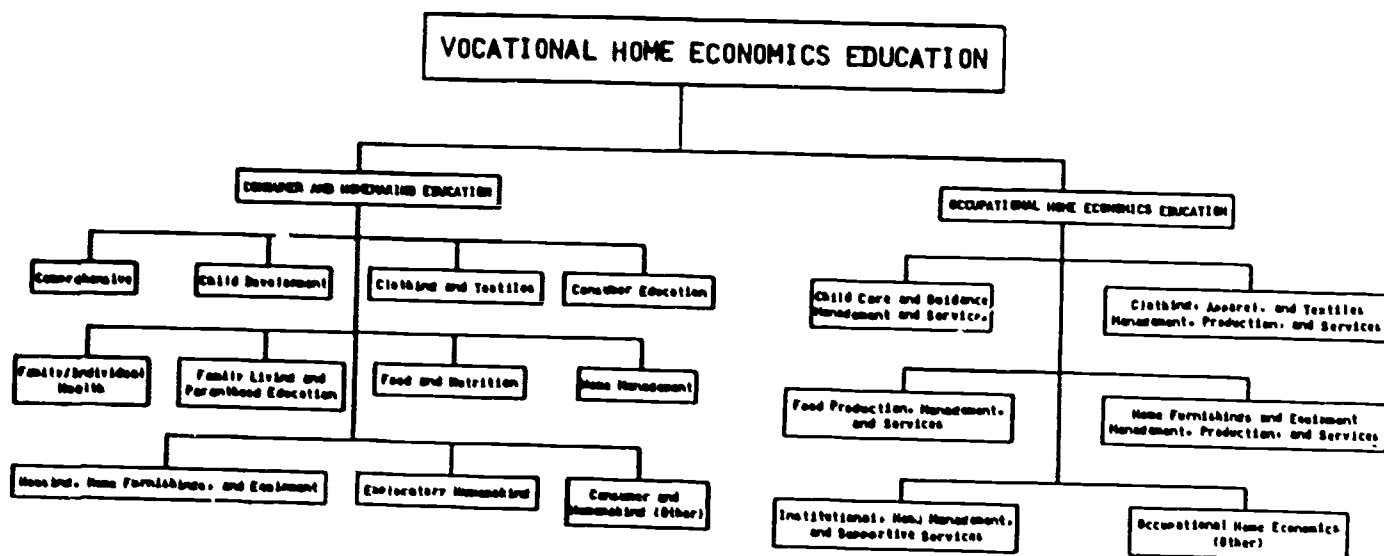 VOCATIONAL HOME ECONOMICS EDUCATION
CONSUMER AND HOMEMAKING EDUCATION
OCCUPATIONAL HOME ECONOMICS EDUCATION
Comprehensive
Child Development
Clothing and Textiles
Consumer Education
Child Care and Guidance
Management and Services
Clothing, Apparel, and Textiles
Management, Production, and Services
Family/Individual
Health
Family Living and
Parenthood Education
Food and Nutrition
Home Management
Food Production, Management,
and Services
Home Furnishings and Equipment
Management, Production, and Services
Housing, Home Furnishings, and Equipment
Exploratory Homemaking
Consumer and
Homemaking (Other)
Institutional, Home Management,
and Supportive Services
Occupational Home Economics
(Other)